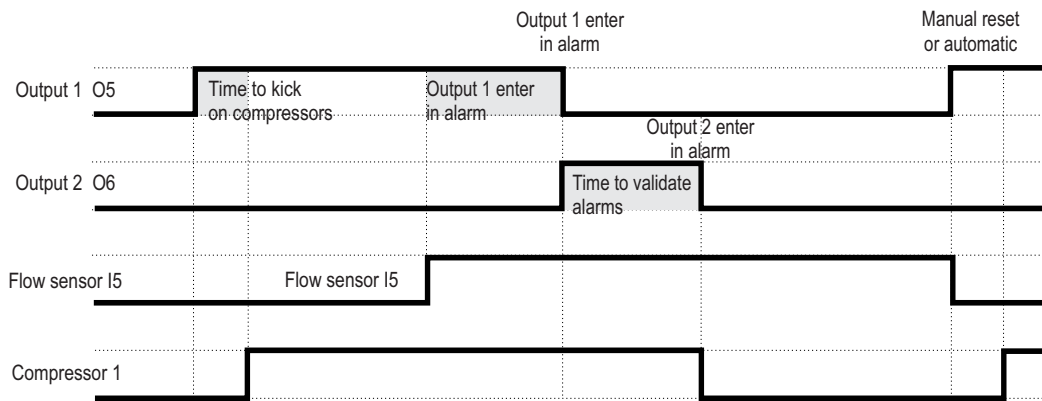 Output 1 enter
in alarm
Manual reset
or automatic
Output 1 O5
Time to kick
on compressors
Output 1 enter
in alarm
Output 2 enter
in alarm
Output 2 O6
Time to validate
alarms
Flow sensor I5
Flow sensor I5
Compressor 1